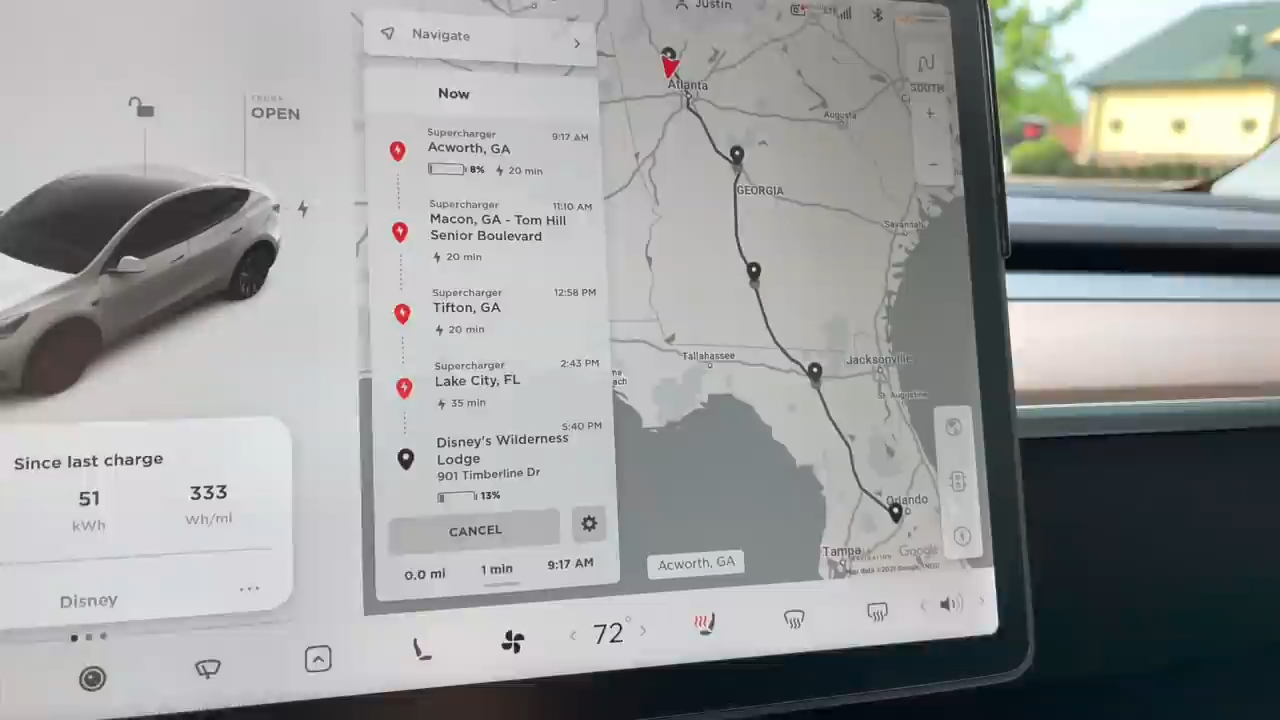 Justin
LTE
Navigate
Now
Supercharger
9:17 AM
Acworth, GA
8%
20 min
Supercharger
11:10 AM
Macon, GA - Tom Hill
Senior Boulevard
20 min
Supercharger
12:58 PM
Tifton, GA
20 min
Supercharger
2:43 PM
Lake City, FL
35 min
5:40 PM
Disney's Wilderness
Lodge
901 Timberline Dr
13%
CANCEL
0.0 mi
1 min
9:17 AM
OPEN
Since last charge
51
333
kWh
Wh/mi
Disney
Atlanta
Augusta
SOUTH
GEORGIA
Savannah
Tallahassee
Jacksonville
St. Augustine
Orlando
Tampa
Google
Acworth, GA
72°